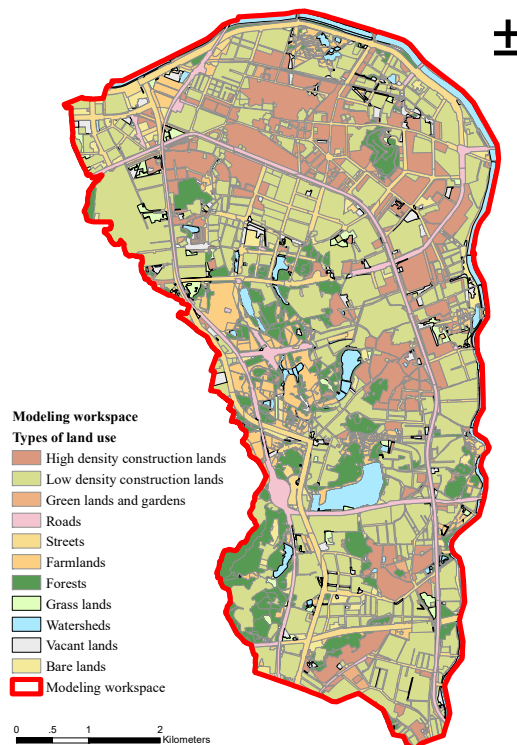 Modeling workspace
Types of land use
High density construction lands
Low density construction lands
Green lands and gardens
Roads
Streets
Farmlands
Forests
Grass lands
Watersheds
Vacant lands
Bare lands
Modeling workspace
0 .5 1 2
Kilometers